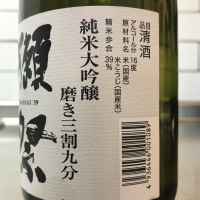 獺祭
純米大吟醸
磨き三割九分
品目 清酒
アルコール分 16度
原材料名 米(国産)
米こうじ(国産米)
精米歩合 39%